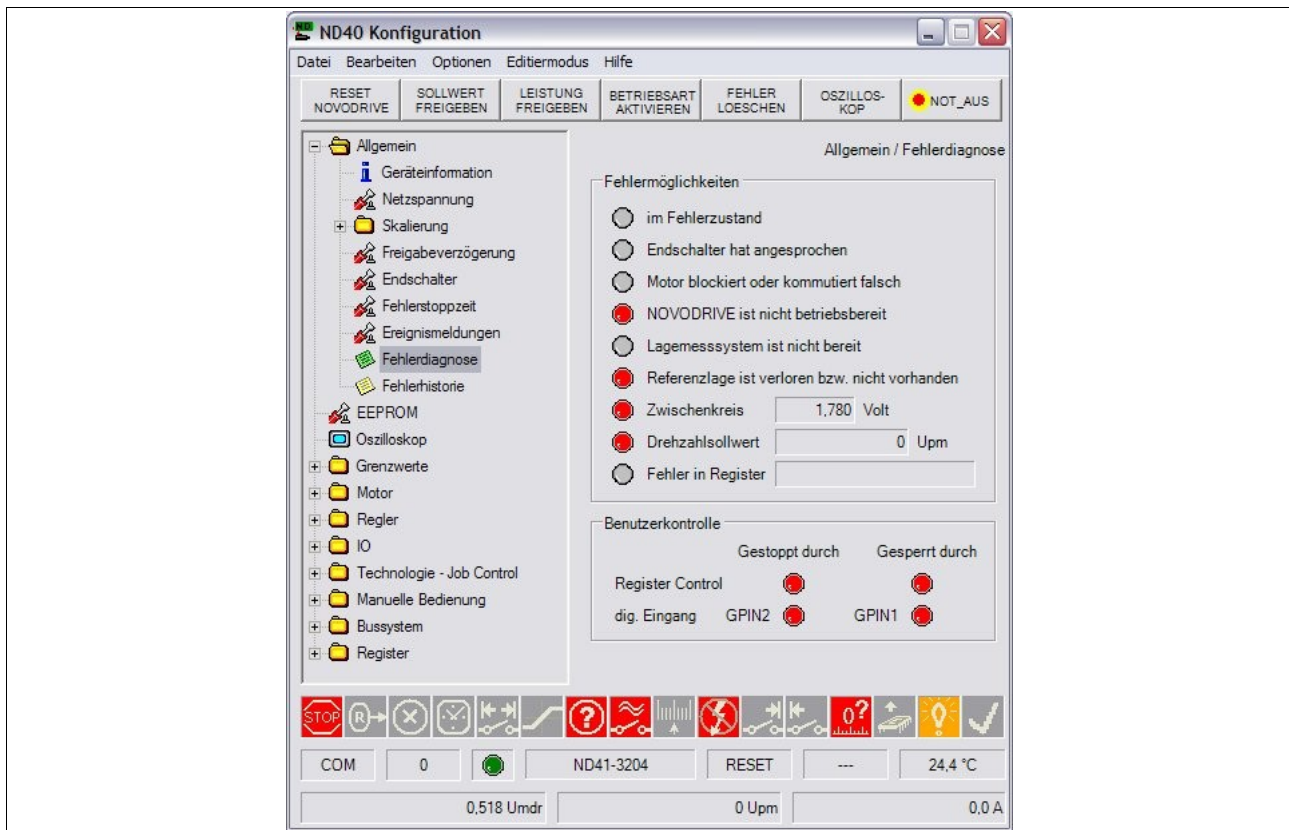 ND40 Konfiguration
Datei Bearbeiten Optionen Editiermodus Hilfe
RESET NOVODRIVE
SOLLWERT FREIGEBEN
LEISTUNG FREIGEBEN
BETRIEBSART AKTIVIEREN
FEHLER LOESCHEN
OSZILLOS-KOP
NOT_AUS
Allgemein
Geräteinformation
Netzspannung
Skalierung
Freigabeverzögerung
Endschalter
Fehlerstoppzeit
Ereignismeldungen
Fehlerdiagnose
Fehlerhistorie
EEPROM
Oszilloskop
Grenzwerte
Motor
Regler
IO
Technologie - Job Control
Manuelle Bedienung
Bussystem
Register
Allgemein / Fehlerdiagnose
Fehlermöglichkeiten
im Fehlerzustand
Endschalter hat angesprochen
Motor blockiert oder kommutiert falsch
NOVODRIVE ist nicht betriebsbereit
Lagemesssystem ist nicht bereit
Referenzlage ist verloren bzw. nicht vorhanden
Zwischenkreis 1,780 Volt
Drehzahlsollwert 0 Upm
Fehler in Register
Benutzerkontrolle
Gestoppt durch Gesperrt durch
Register Control
dig. Eingang GPIN2 GPIN1
STOP R ? 0?
COM 0 ND41-3204 RESET --- 24,4 °C
0,518 Umdr 0 Upm 0,0 A